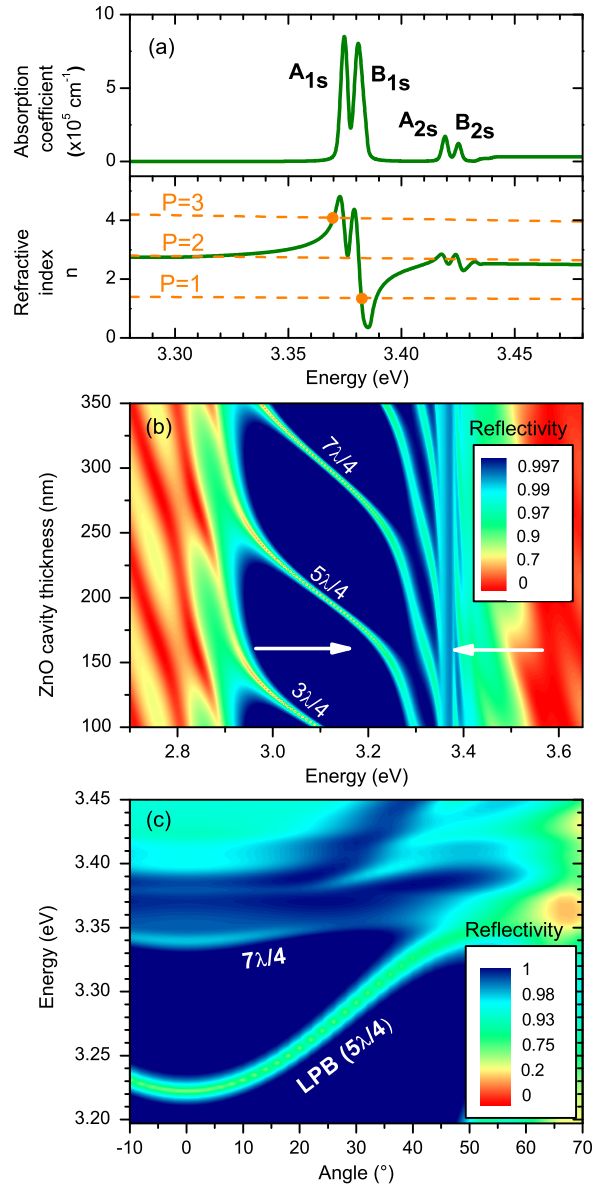 (a)
10
5
0
Absorption
coefficient
(x10⁵ cm⁻¹)
A1s
B1s
A2s
B2s
P=3
P=2
P=1
4
2
0
Refractive
index
n
3.30
3.36
3.42
3.48
Energy (eV)
(b)
350
300
250
200
150
100
ZnO cavity thickness (nm)
7λ/4
5λ/4
3λ/4
Reflectivity
0.997
0.99
0.97
0.9
0.7
0
2.8
3.0
3.2
3.4
3.6
Energy (eV)
(c)
3.45
3.40
3.35
3.30
3.25
3.20
Energy (eV)
7λ/4
LPB (5λ/4)
Reflectivity
1
0.98
0.93
0.75
0.2
0
-10
0
10
20
30
40
50
60
70
Angle (°)